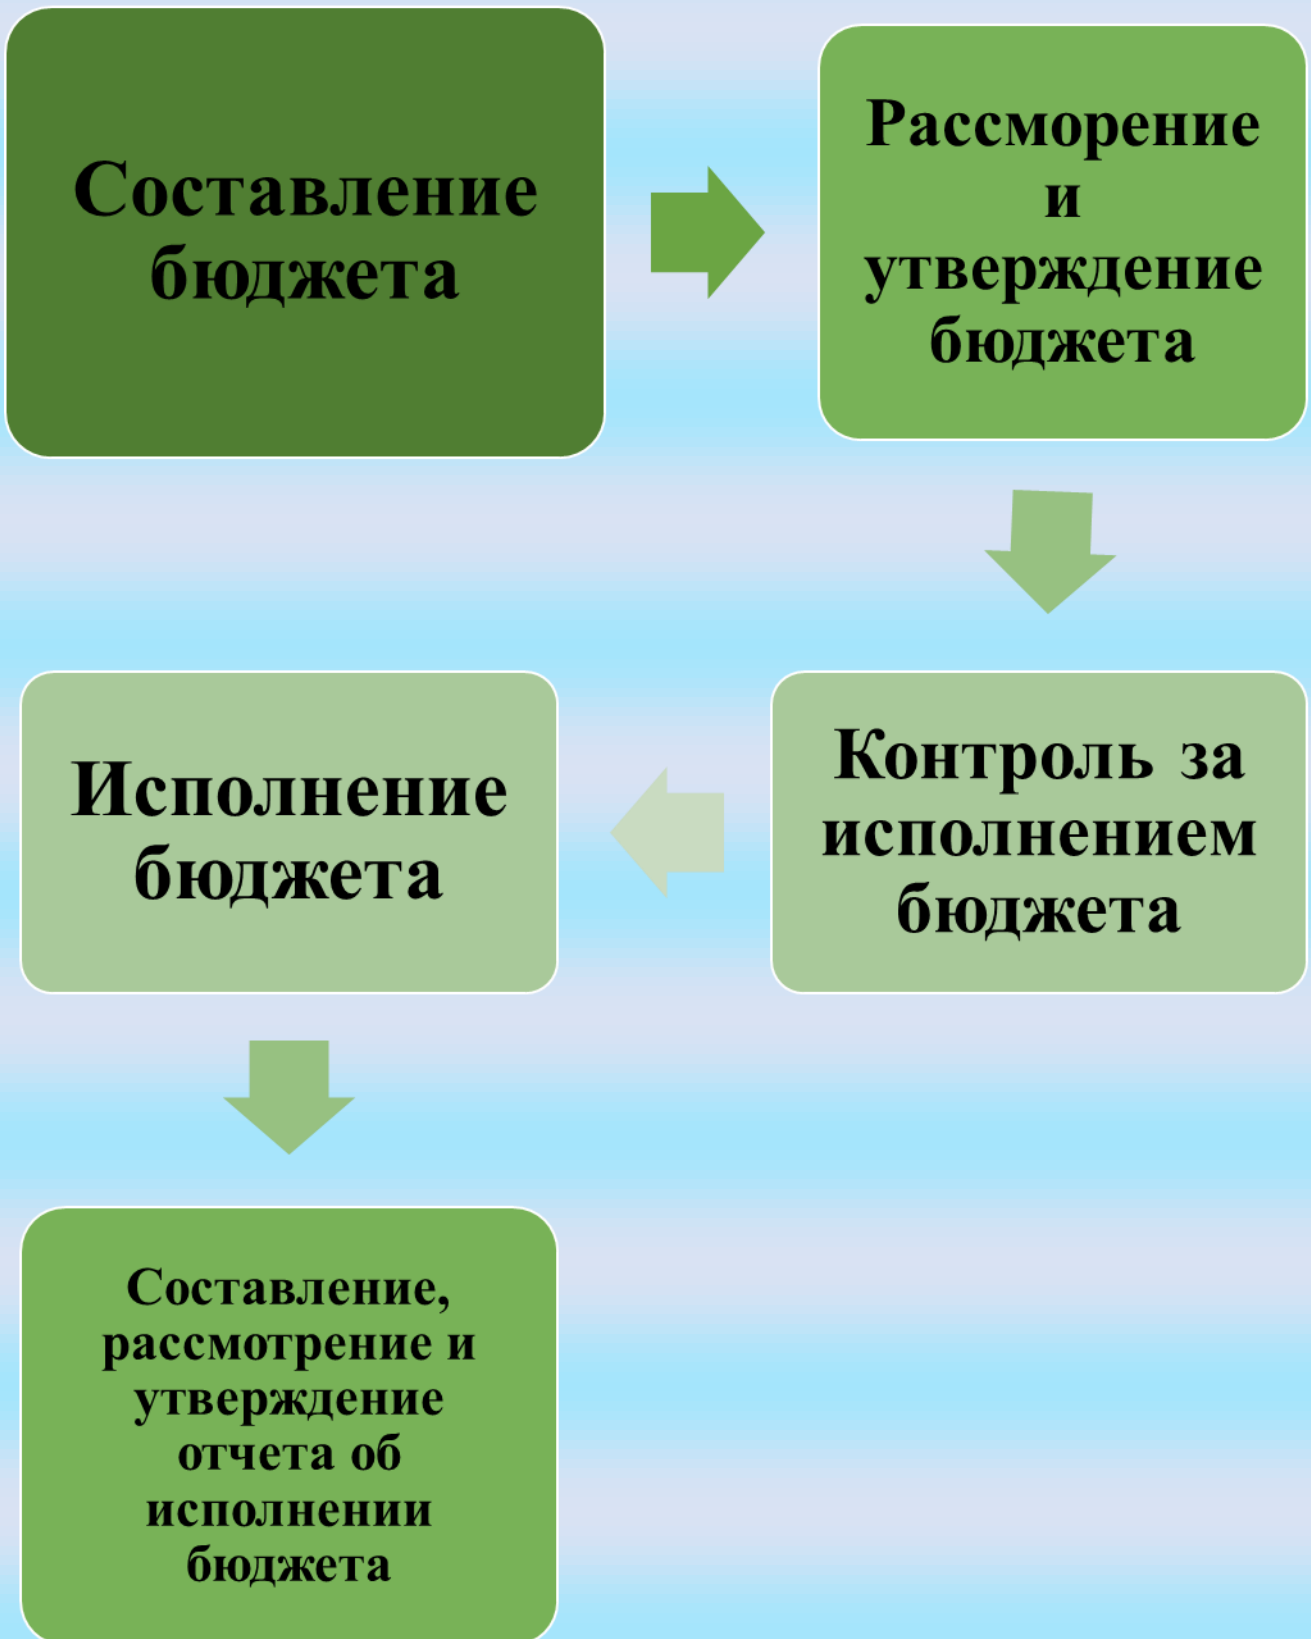 Составление
бюджета
Рассморение
и
утверждение
бюджета
Контроль за
исполнением
бюджета
Исполнение
бюджета
Составление,
рассмотрение и
утверждение
отчета об
исполнении
бюджета